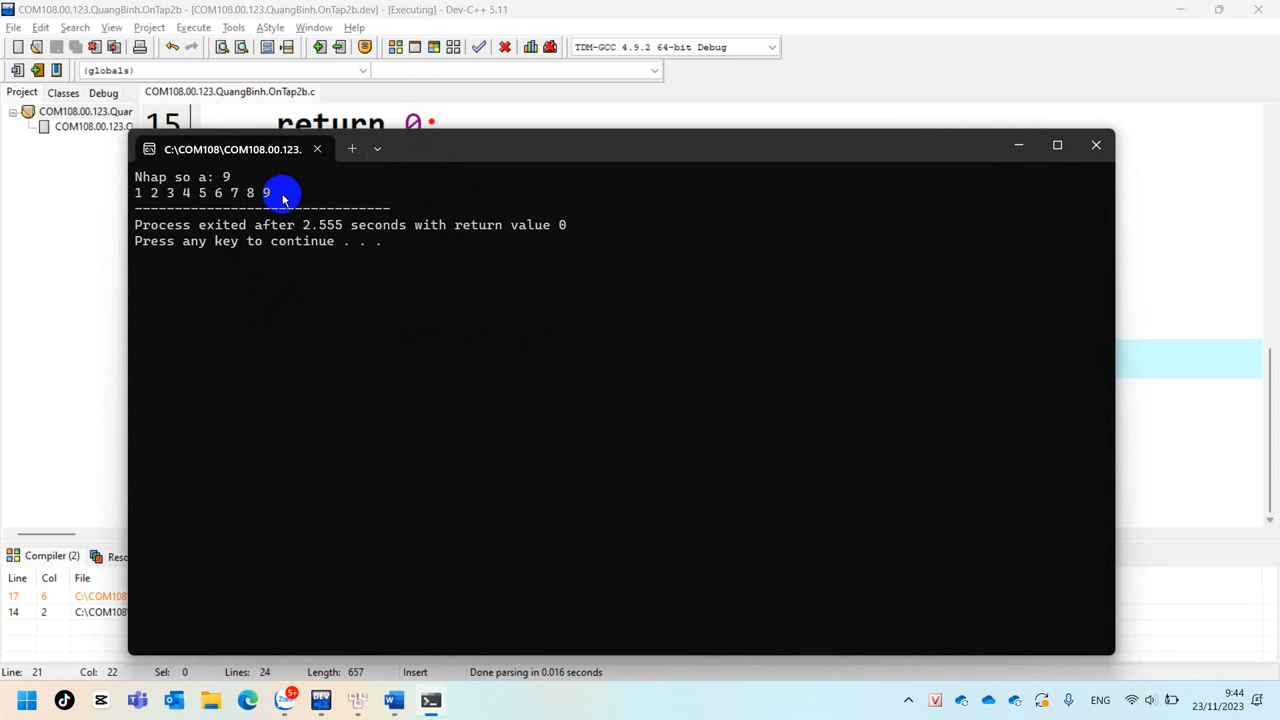 COM108.00.123.QuangBinh.OnTap2b - [COM108.00.123.QuangBinh.OnTap2b.dev] - [Executing] - Dev-C++ 5.11
File Edit Search View Project Execute Tools AStyle Window Help
TDM-GCC 4.9.2 64-bit Debug
(globals)
Project Classes Debug COM108.00.123.QuangBinh.OnTap2b.c
COM108.00.123.Quar
15 return 0;
COM108.00.123.O
C:\COM108\COM108.00.123.
Nhap so a: 9
1 2 3 4 5 6 7 8 9
--------------------------------
Process exited after 2.555 seconds with return value 0
Press any key to continue . . .
Compiler (2) Reso
Line Col File
17 6 C:\COM108\
14 2 C:\COM108\
Line: 21 Col: 22 Sel: 0 Lines: 24 Length: 657 Insert Done parsing in 0.016 seconds
5+
DEV
ENG
9:44
23/11/2023